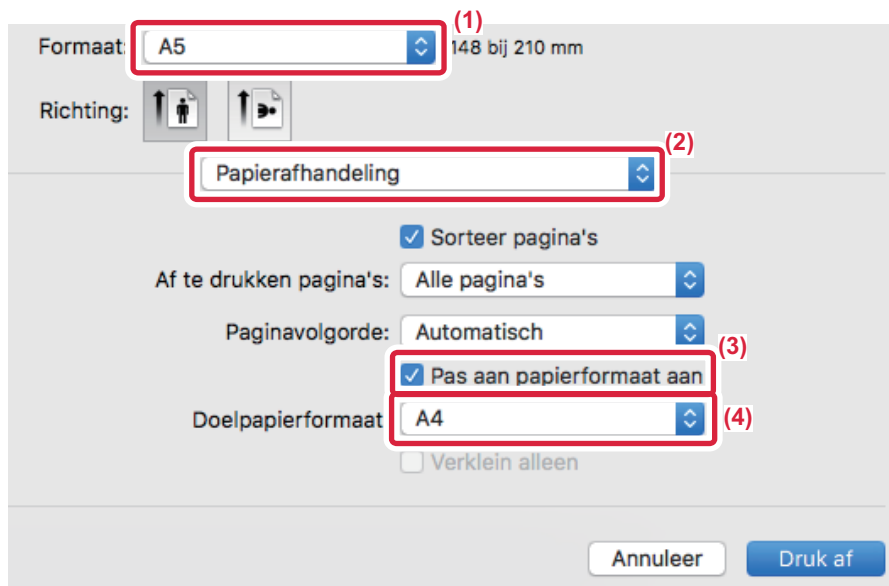 (1)
Formaat: A5 148 bij 210 mm
Richting:
(2)
Papierafhandeling
Sorteer pagina's
Af te drukken pagina's: Alle pagina's
Paginavolgorde: Automatisch
(3)
Pas aan papierformaat aan
Doelpapierformaat A4 (4)
Verklein alleen
Annuleer Druk af